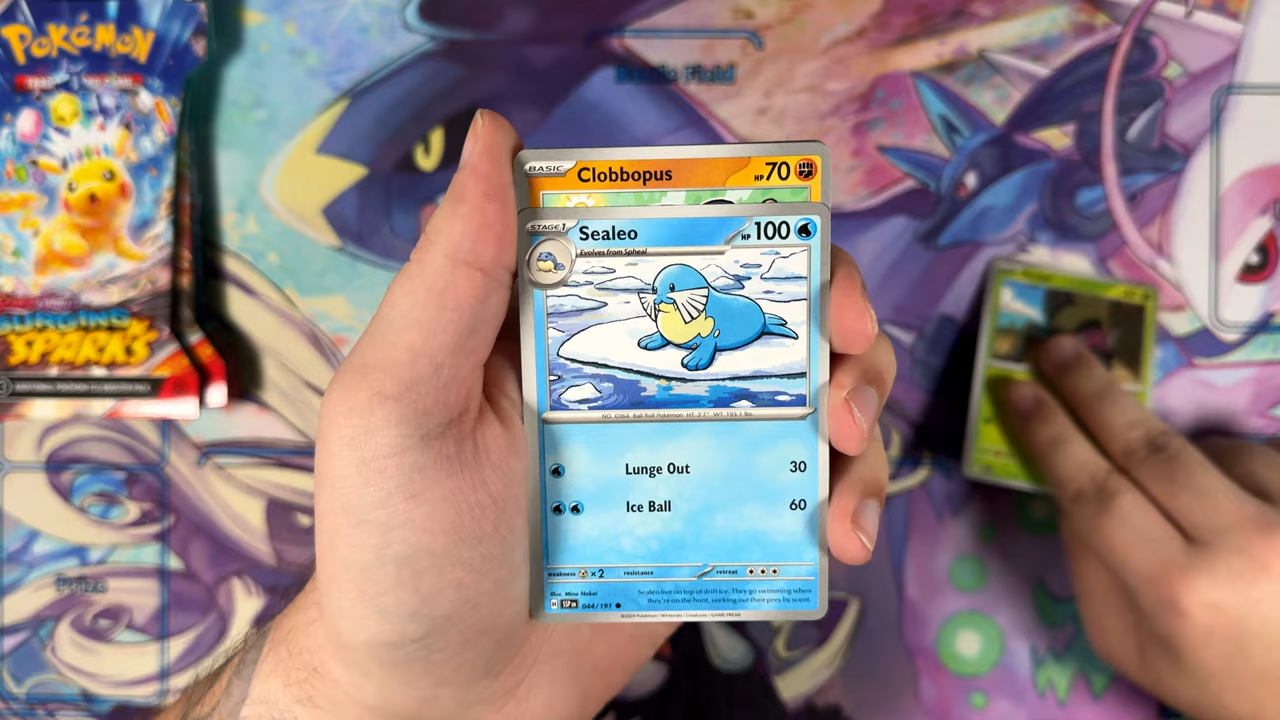 Pokémon
SURGING
SPARKS
BASIC
Clobbopus
HP 70
STAGE 1
Sealeo
HP 100
Evolves from Spheal
NO. 0364 Ball Roll Pokémon HT: 3'7" WT: 193.1 lbs.
Lunge Out 30
Ice Ball 60
weakness ×2 resistance retreat
Illus. Mina Nakai
Sealeo live on top of drift ice. They go swimming when
they're on the hunt, seeking out their prey by scent.
H SSP EN 044/191
©2024 Pokémon / Nintendo / Creatures / GAME FREAK